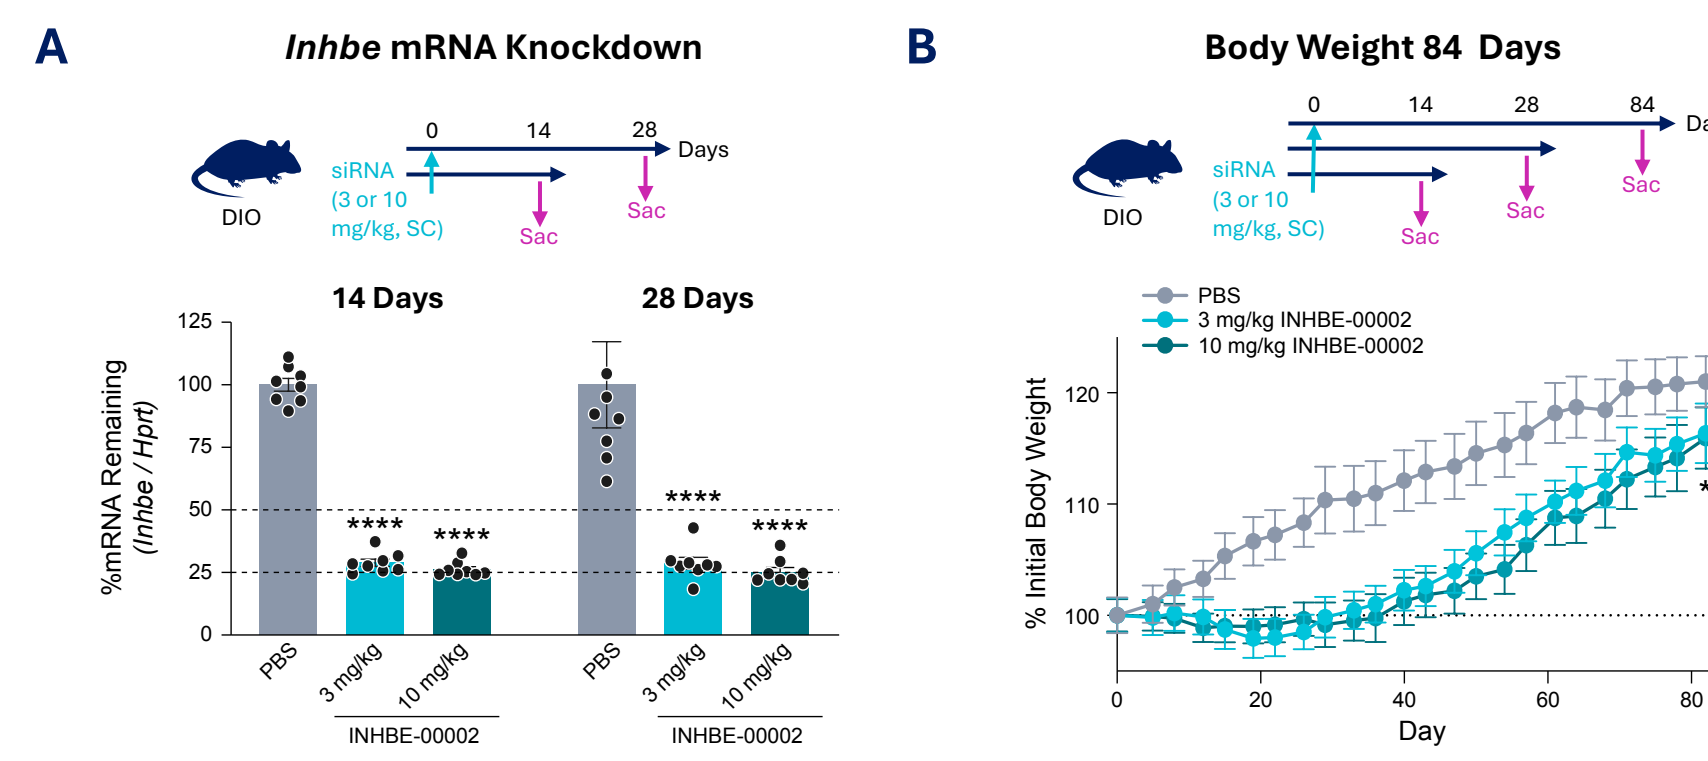 A
Inhbe mRNA Knockdown
0 14 28
Days
siRNA
(3 or 10
mg/kg, SC)
DIO
Sac
Sac
14 Days
28 Days
%mRNA Remaining
(Inhbe / Hprt)
125
100
75
50
25
0
****
****
****
****
PBS
3 mg/kg
10 mg/kg
PBS
3 mg/kg
10 mg/kg
INHBE-00002
INHBE-00002
B
Body Weight 84 Days
0 14 28 84
siRNA
(3 or 10
mg/kg, SC)
DIO
Sac
Sac
Sac
PBS
3 mg/kg INHBE-00002
10 mg/kg INHBE-00002
% Initial Body Weight
120
110
100
*
0 20 40 60 80
Day